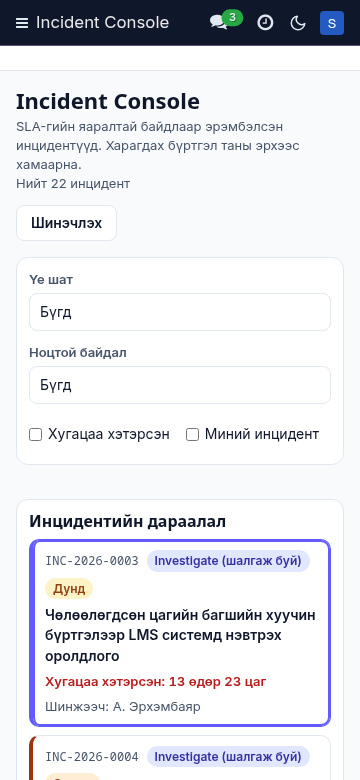 Incident Console
3
S
Incident Console
SLA-гийн яаралтай байдлаар эрэмбэлсэн
инцидентүүд. Харагдах бүртгэл таны эрхээс
хамаарна.
Нийт 22 инцидент
Шинэчлэх
Үе шат
Бүгд
Ноцтой байдал
Бүгд
Хугацаа хэтэрсэн
Миний инцидент
Инцидентийн дараалал
INC-2026-0003 Investigate (шалгаж буй)
Дунд
Чөлөөлөгдсөн цагийн багшийн хуучин
бүртгэлээр LMS системд нэвтрэх
оролдлого
Хугацаа хэтэрсэн: 13 өдөр 23 цаг
Шинжээч: А. Эрхэмбаяр
INC-2026-0004 Investigate (шалгаж буй)